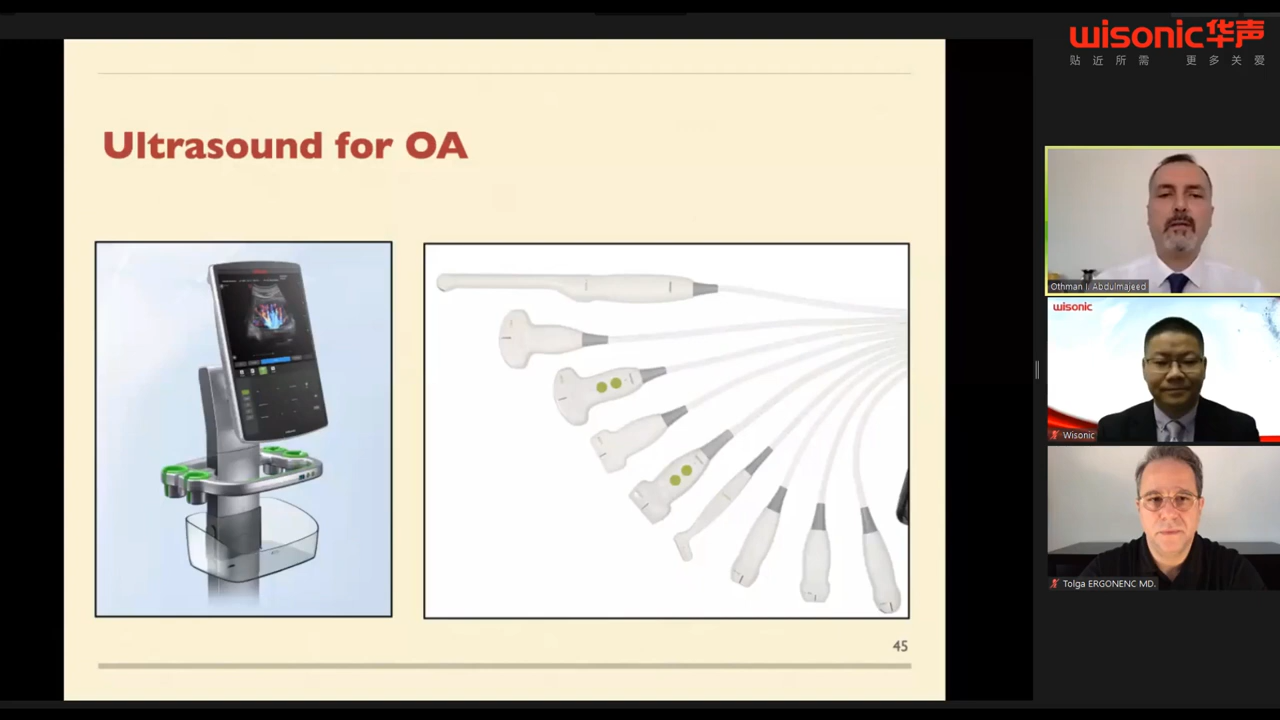 wisonic华声
贴近所需 更多关爱
Ultrasound for OA
45
Othman I. Abdulmajeed
wisonic
Wisonic
Tolga ERGONENC MD.